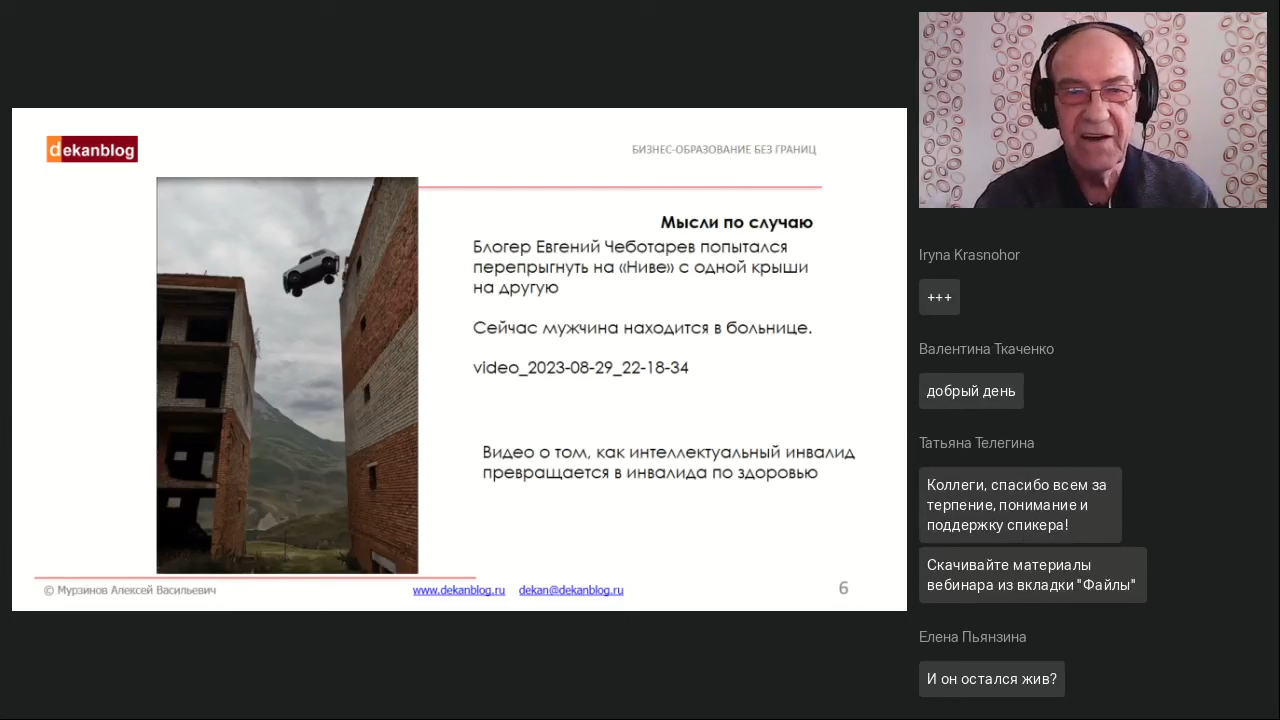 dekanblog
БИЗНЕС-ОБРАЗОВАНИЕ БЕЗ ГРАНИЦ
Мысли по случаю
Блогер Евгений Чеботарев попытался
перепрыгнуть на «Ниве» с одной крыши
на другую
Сейчас мужчина находится в больнице.
video_2023-08-29_22-18-34
Видео о том, как интеллектуальный инвалид
превращается в инвалида по здоровью
© Мурзинов Алексей Васильевич
www.dekanblog.ru dekan@dekanblog.ru
6
Iryna Krasnohor
+++
Валентина Ткаченко
добрый день
Татьяна Телегина
Коллеги, спасибо всем за
терпение, понимание и
поддержку спикера!
Скачивайте материалы
вебинара из вкладки "Файлы"
Елена Пьянзина
И он остался жив?